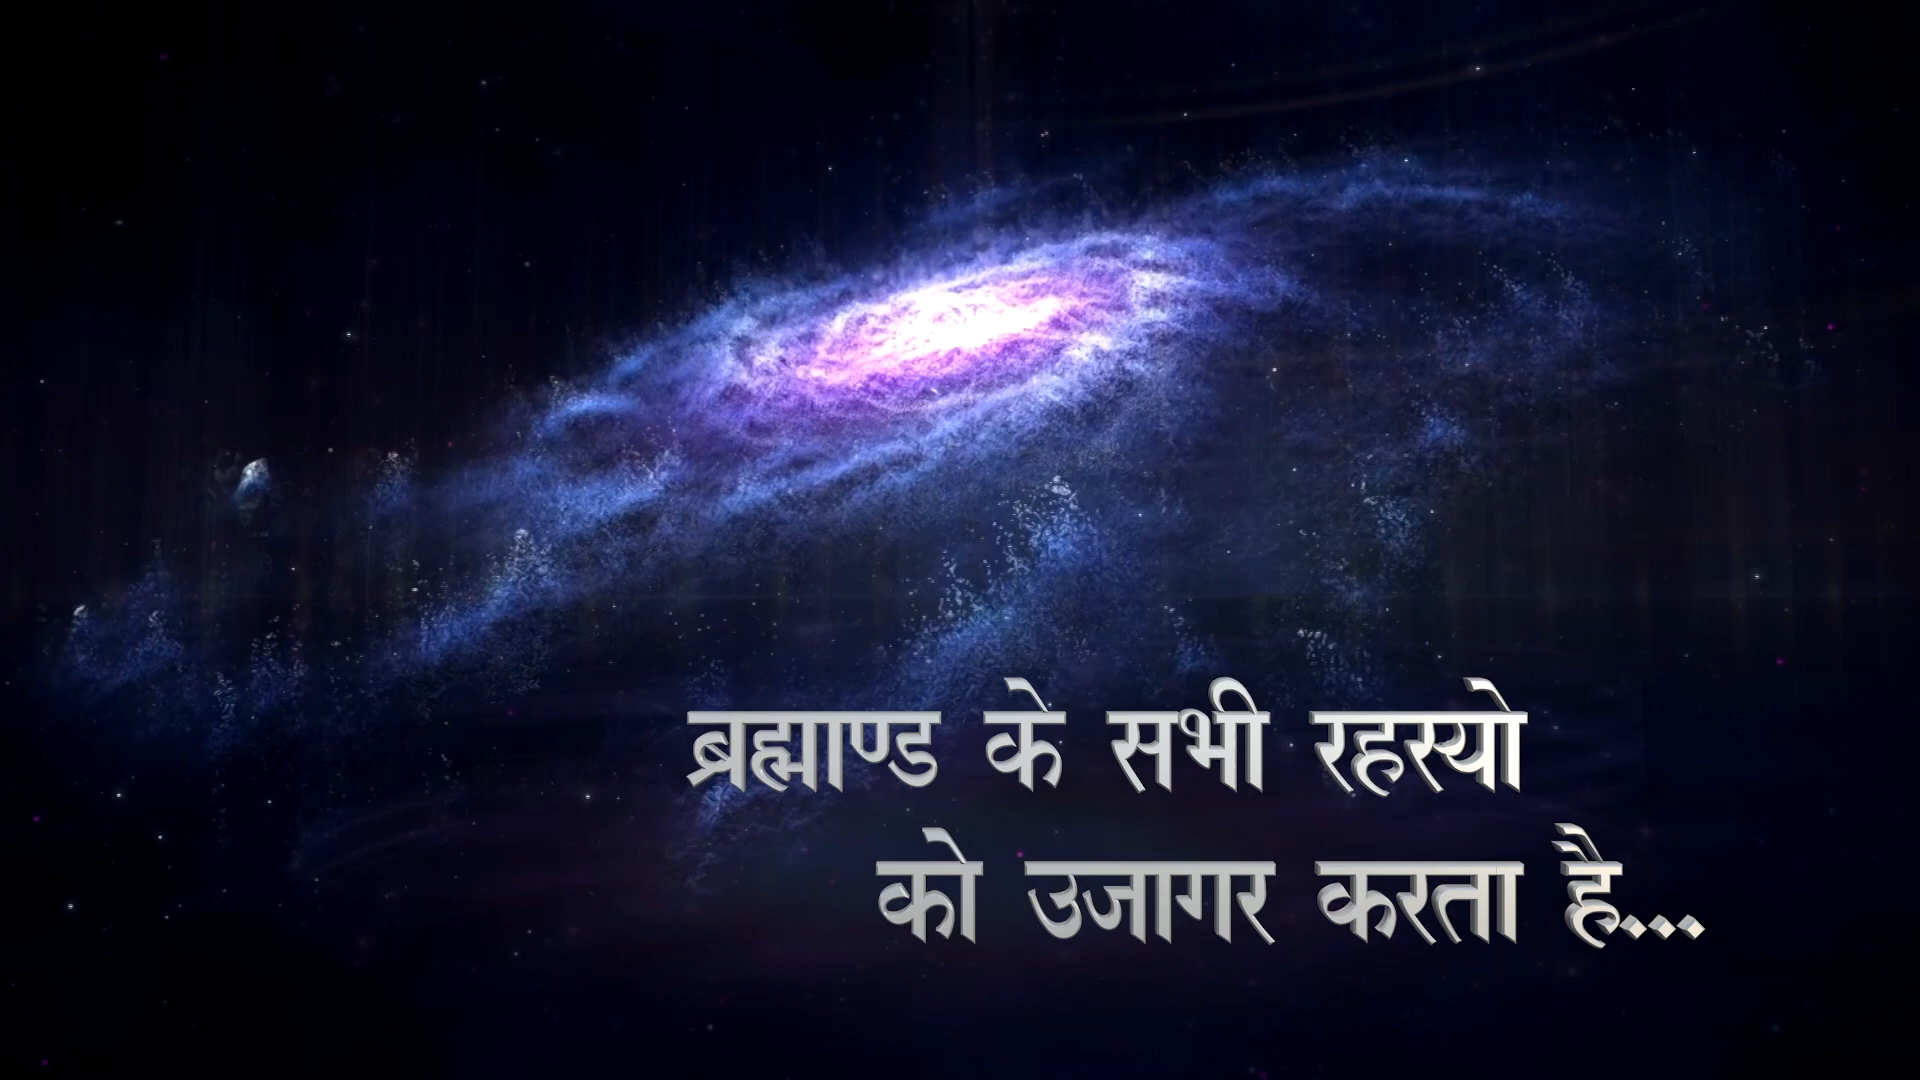 ब्रह्माण्ड के सभी रहस्यो
को उजागर करता है...